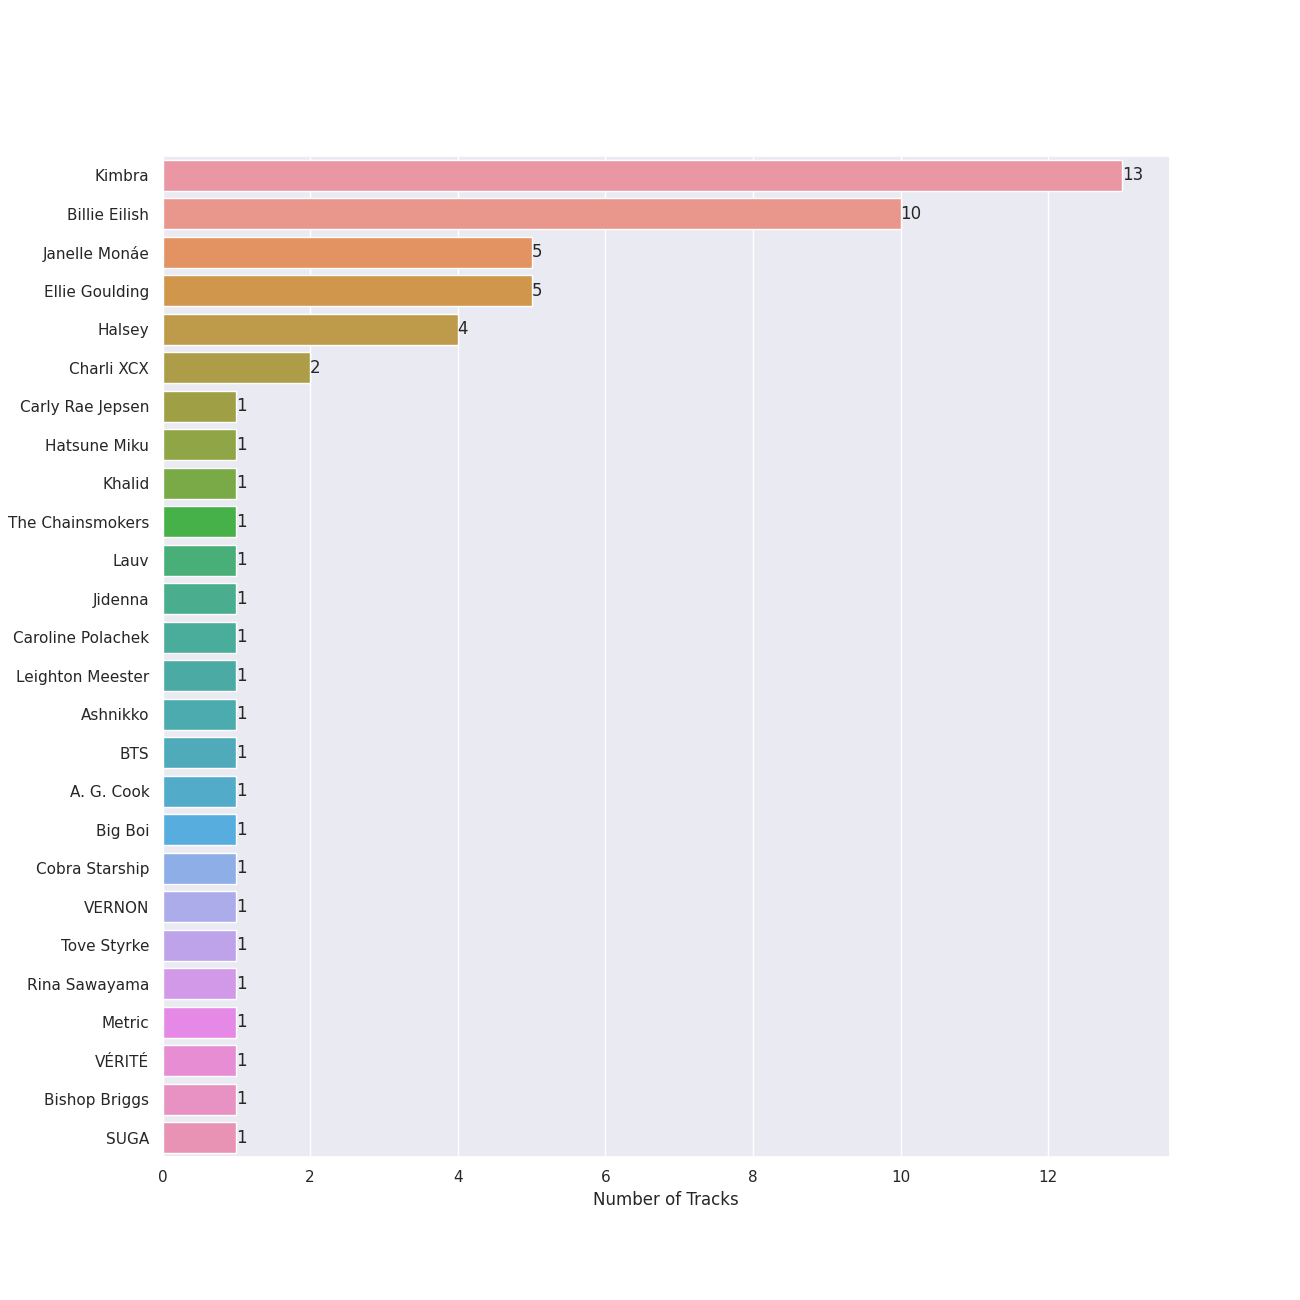 Kimbra 13
Billie Eilish 10
Janelle Monáe 5
Ellie Goulding 5
Halsey 4
Charli XCX 2
Carly Rae Jepsen 1
Hatsune Miku 1
Khalid 1
The Chainsmokers 1
Lauv 1
Jidenna 1
Caroline Polachek 1
Leighton Meester 1
Ashnikko 1
BTS 1
A. G. Cook 1
Big Boi 1
Cobra Starship 1
VERNON 1
Tove Styrke 1
Rina Sawayama 1
Metric 1
VÉRITÉ 1
Bishop Briggs 1
SUGA 1
0 2 4 6 8 10 12
Number of Tracks